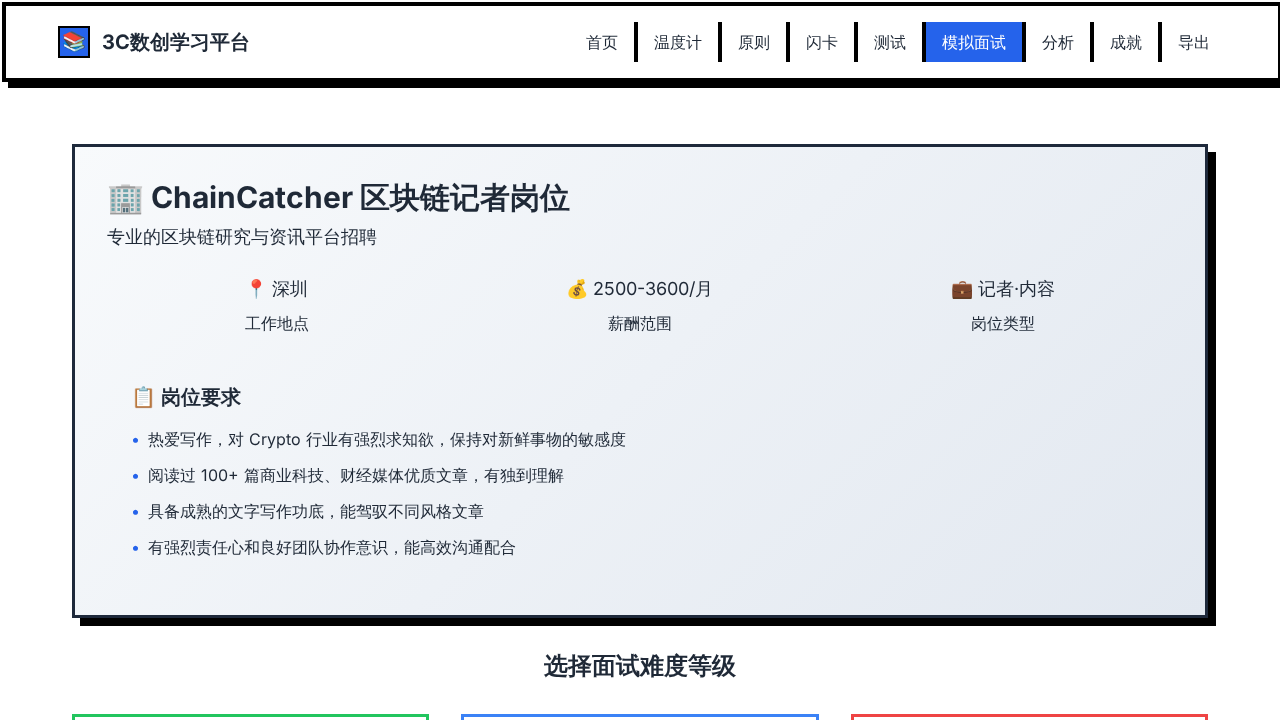 3C数创学习平台
首页 温度计 原则 闪卡 测试 模拟面试 分析 成就 导出
ChainCatcher 区块链记者岗位
专业的区块链研究与资讯平台招聘
深圳
工作地点
2500-3600/月
薪酬范围
记者·内容
岗位类型
岗位要求
• 热爱写作，对 Crypto 行业有强烈求知欲，保持对新鲜事物的敏感度
• 阅读过 100+ 篇商业科技、财经媒体优质文章，有独到理解
• 具备成熟的文字写作功底，能驾驭不同风格文章
• 有强烈责任心和良好团队协作意识，能高效沟通配合
选择面试难度等级